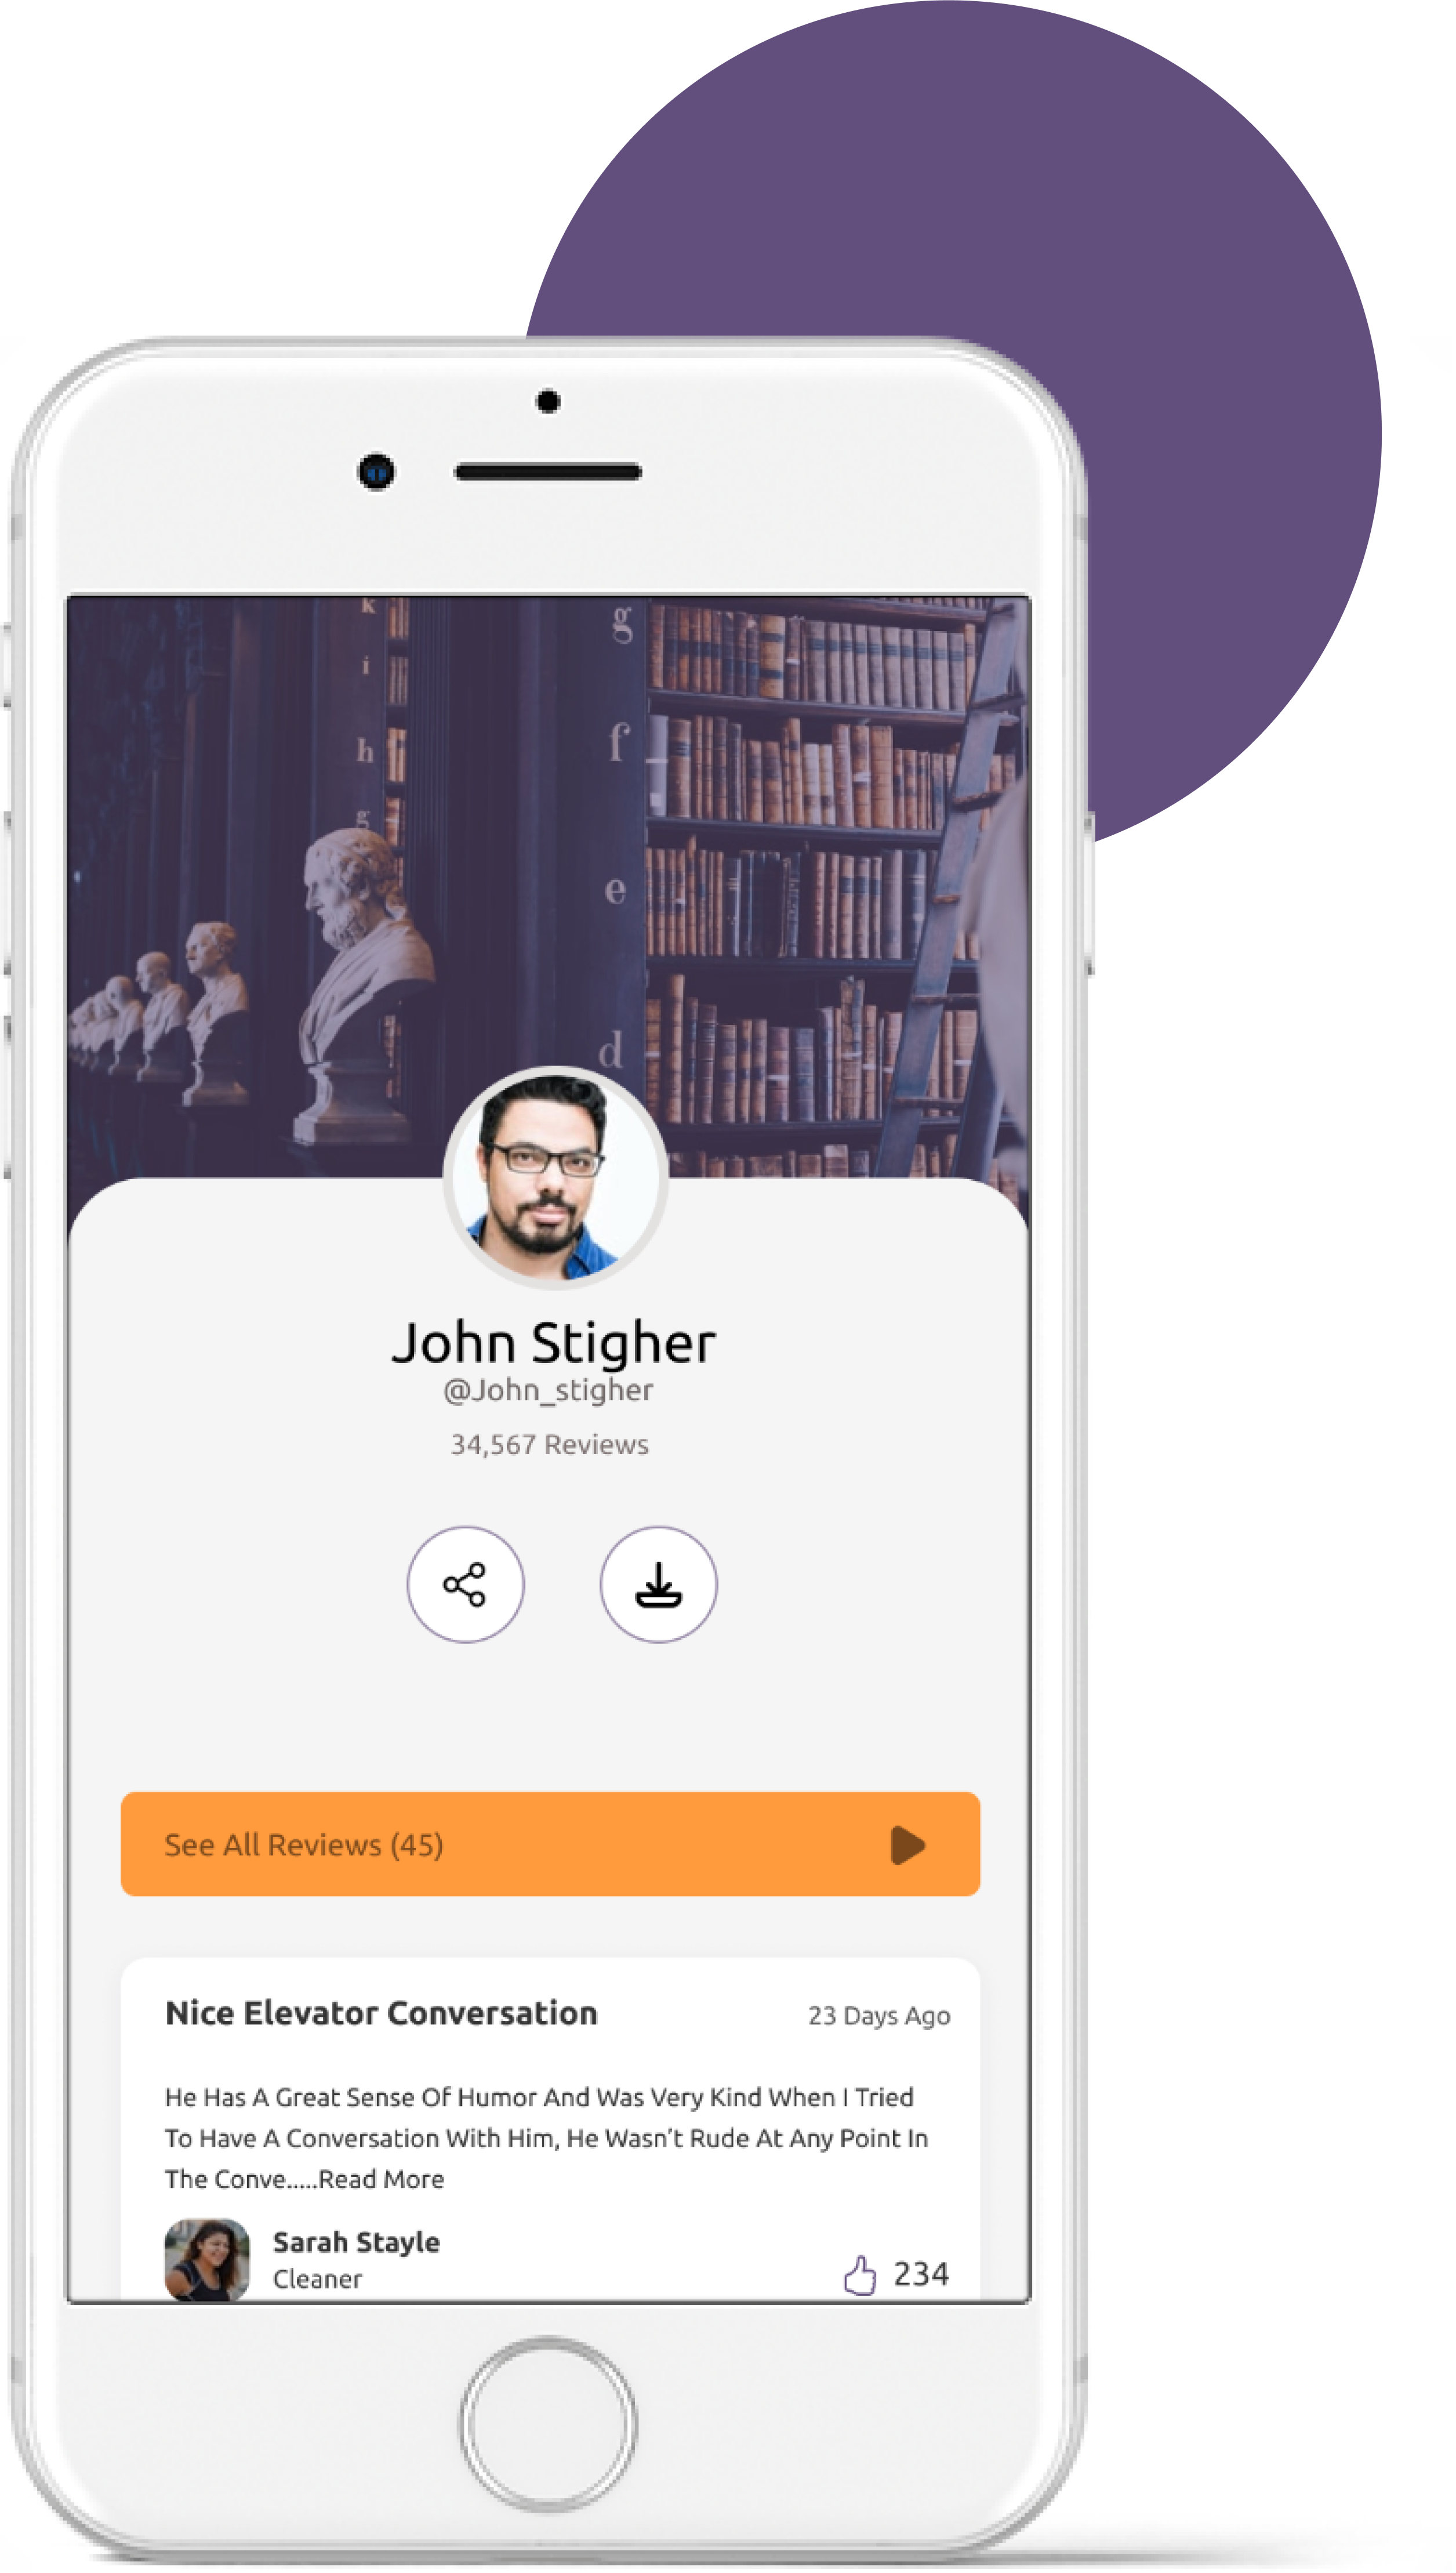 k
i
h
g
g
f
e
d
John Stigher
@John_stigher
34,567 Reviews
See All Reviews (45)
Nice Elevator Conversation
23 Days Ago
He Has A Great Sense Of Humor And Was Very Kind When I Tried
To Have A Conversation With Him, He Wasn’t Rude At Any Point In
The Conve.....Read More
Sarah Stayle
Cleaner
234